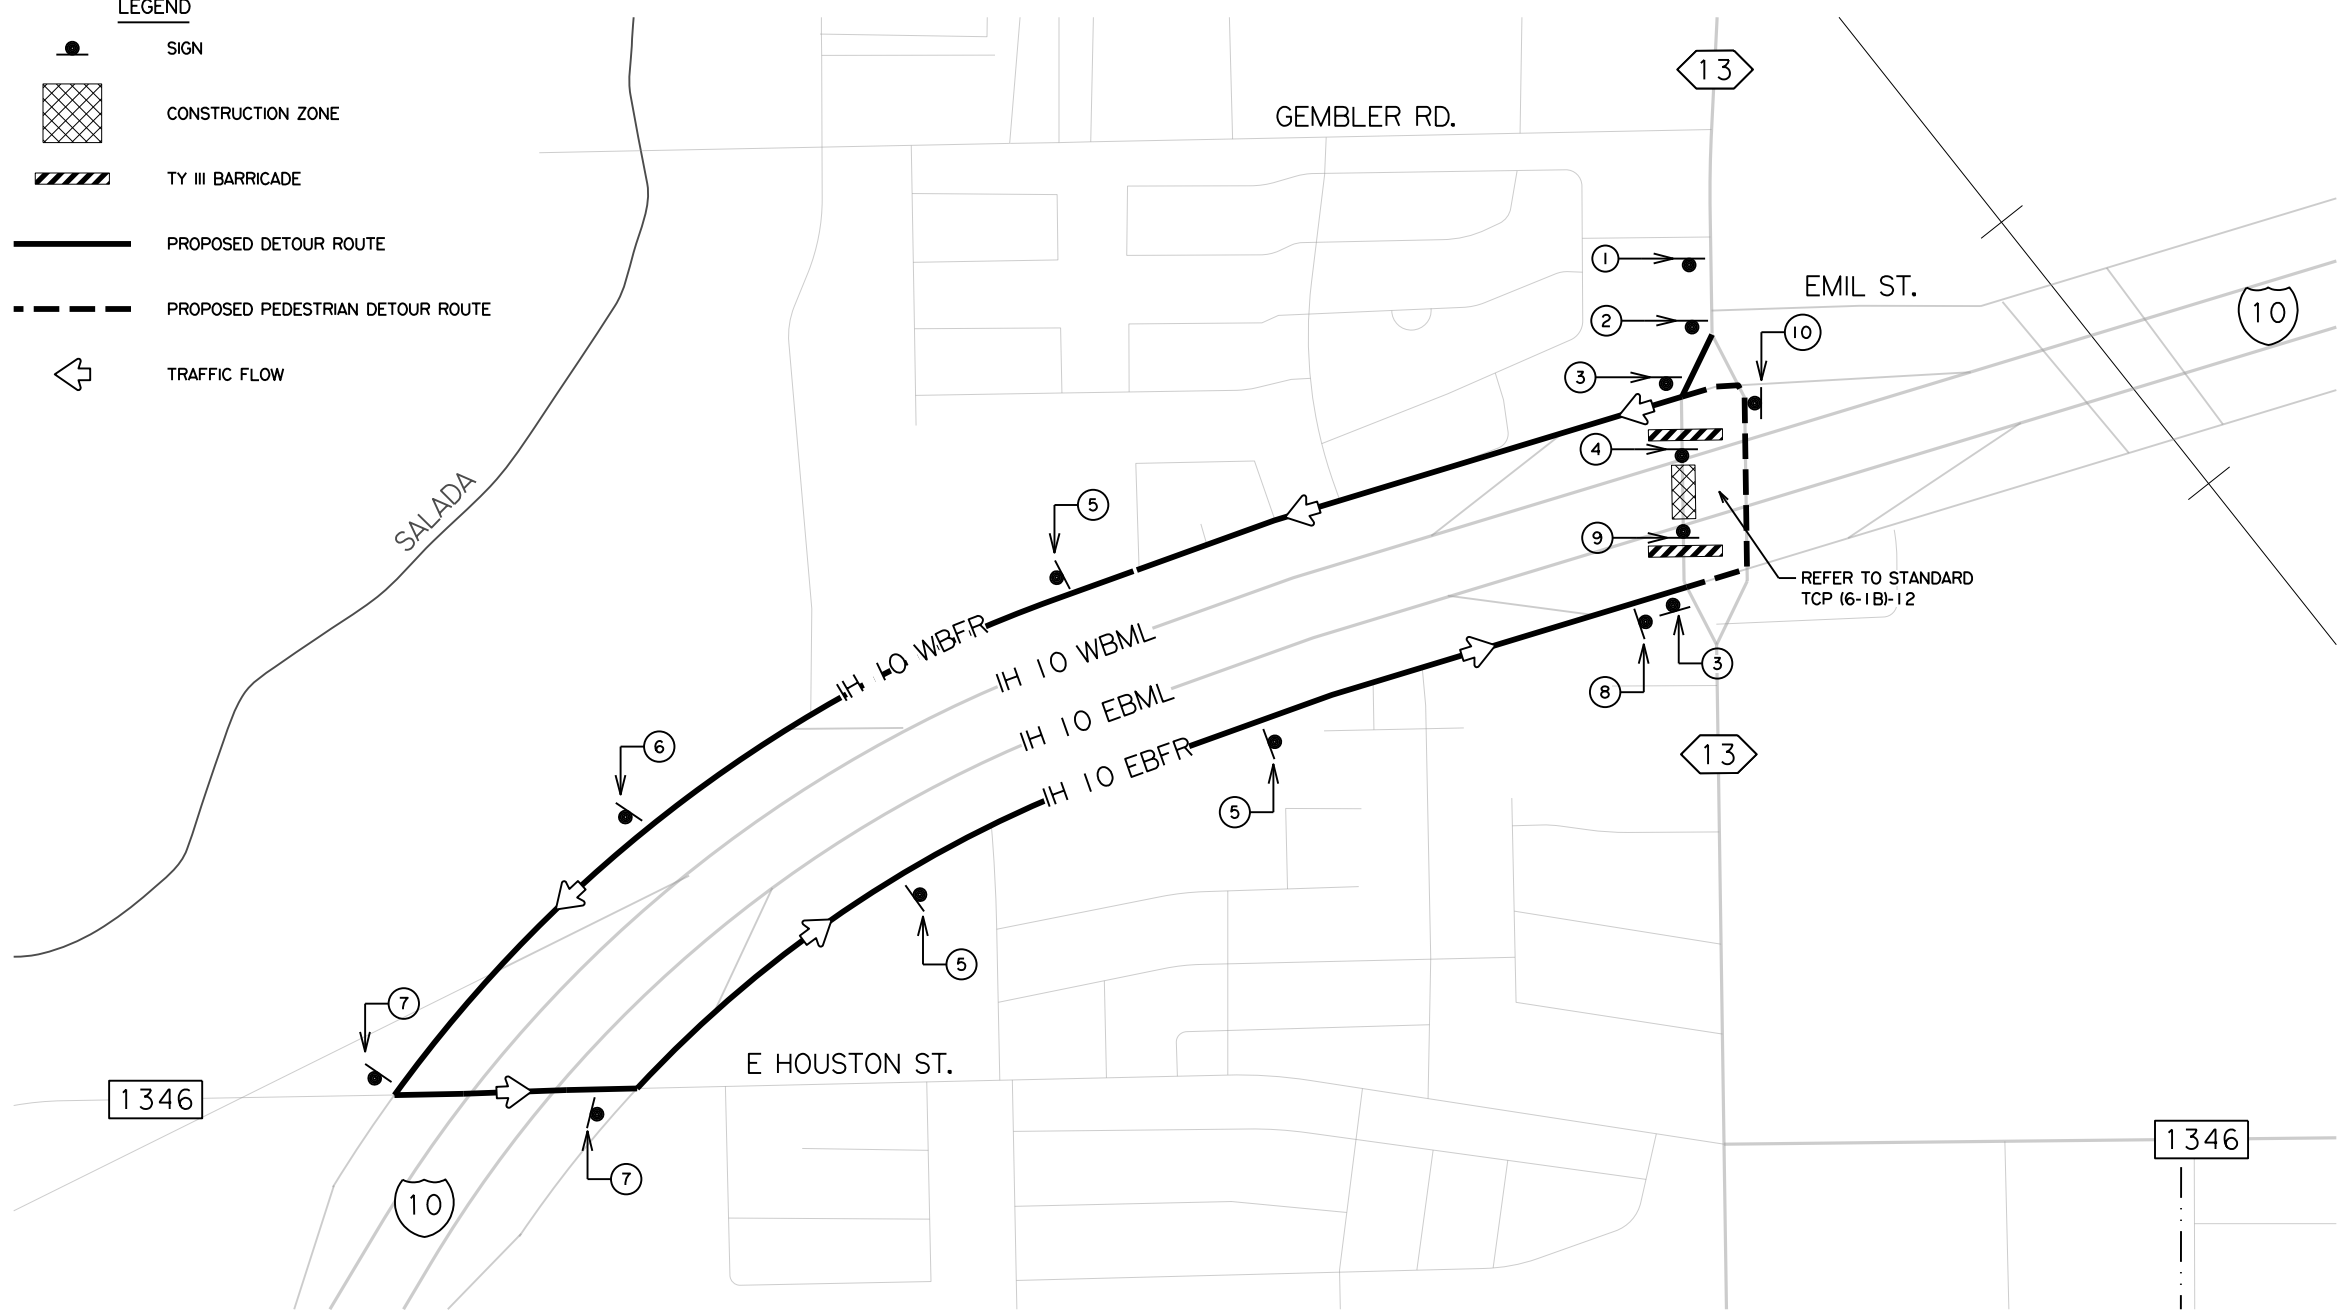 LEGEND
SIGN
CONSTRUCTION ZONE
TY III BARRICADE
PROPOSED DETOUR ROUTE
PROPOSED PEDESTRIAN DETOUR ROUTE
TRAFFIC FLOW
13
GEMBLER RD.
1
EMIL ST.
2
10
10
3
4
5
SALADA
9
REFER TO STANDARD
TCP (6-1B)-12
IH 10 WBFR
IH 10 WBML
3
8
IH 10 EBML
IH 10 EBFR
13
6
5
5
7
E HOUSTON ST.
1346
1346
7
10